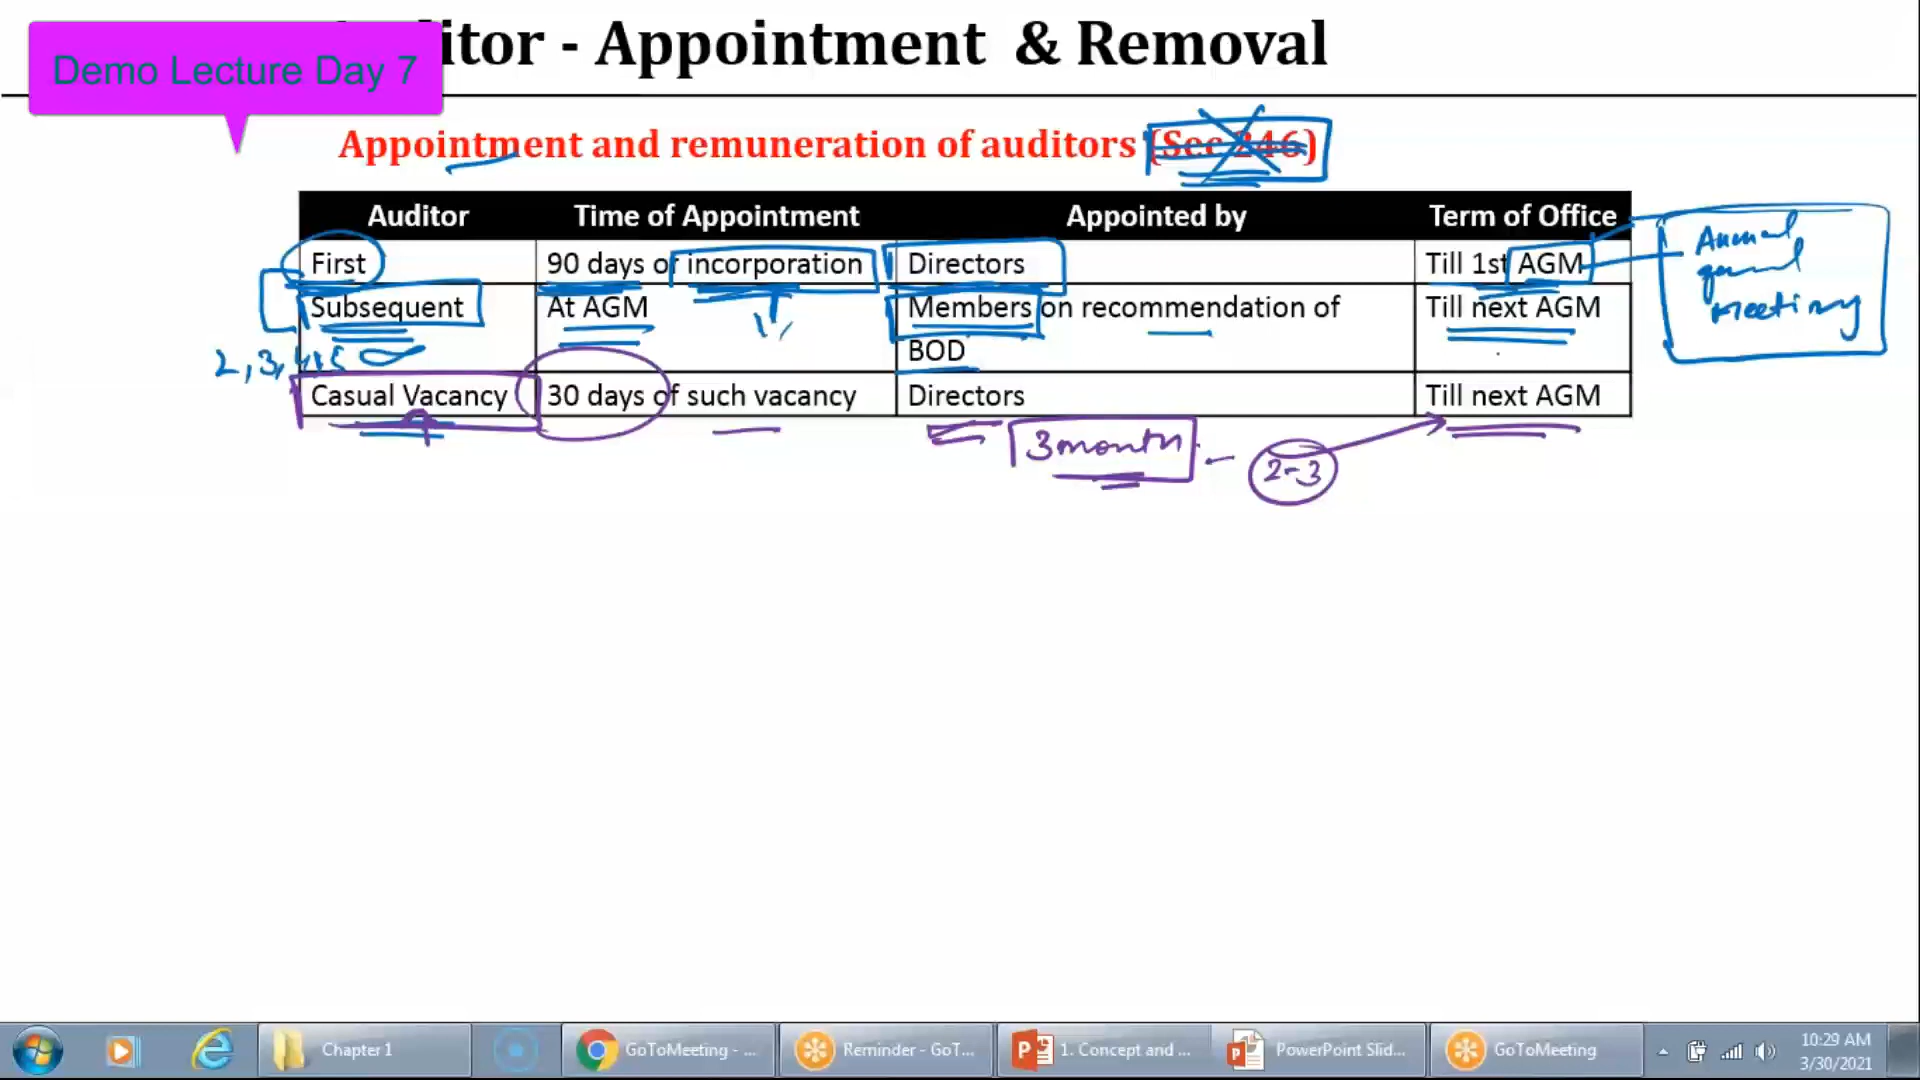 itor - Appointment & Removal
Demo Lecture Day 7
Appointment and remuneration of auditors (Sec 246)
Auditor Time of Appointment Appointed by Term of Office
First 90 days of incorporation Directors Till 1st AGM
Annual
Meeting
Subsequent At AGM Members on recommendation of BOD Till next AGM
2, 3, 4, 5 ∞
Casual Vacancy 30 days of such vacancy Directors Till next AGM
3 month - 2-3
Chapter 1
GoToMeeting - ...
Reminder - GoT...
1. Concept and ...
PowerPoint Slid...
GoToMeeting
10:29 AM
3/30/2021